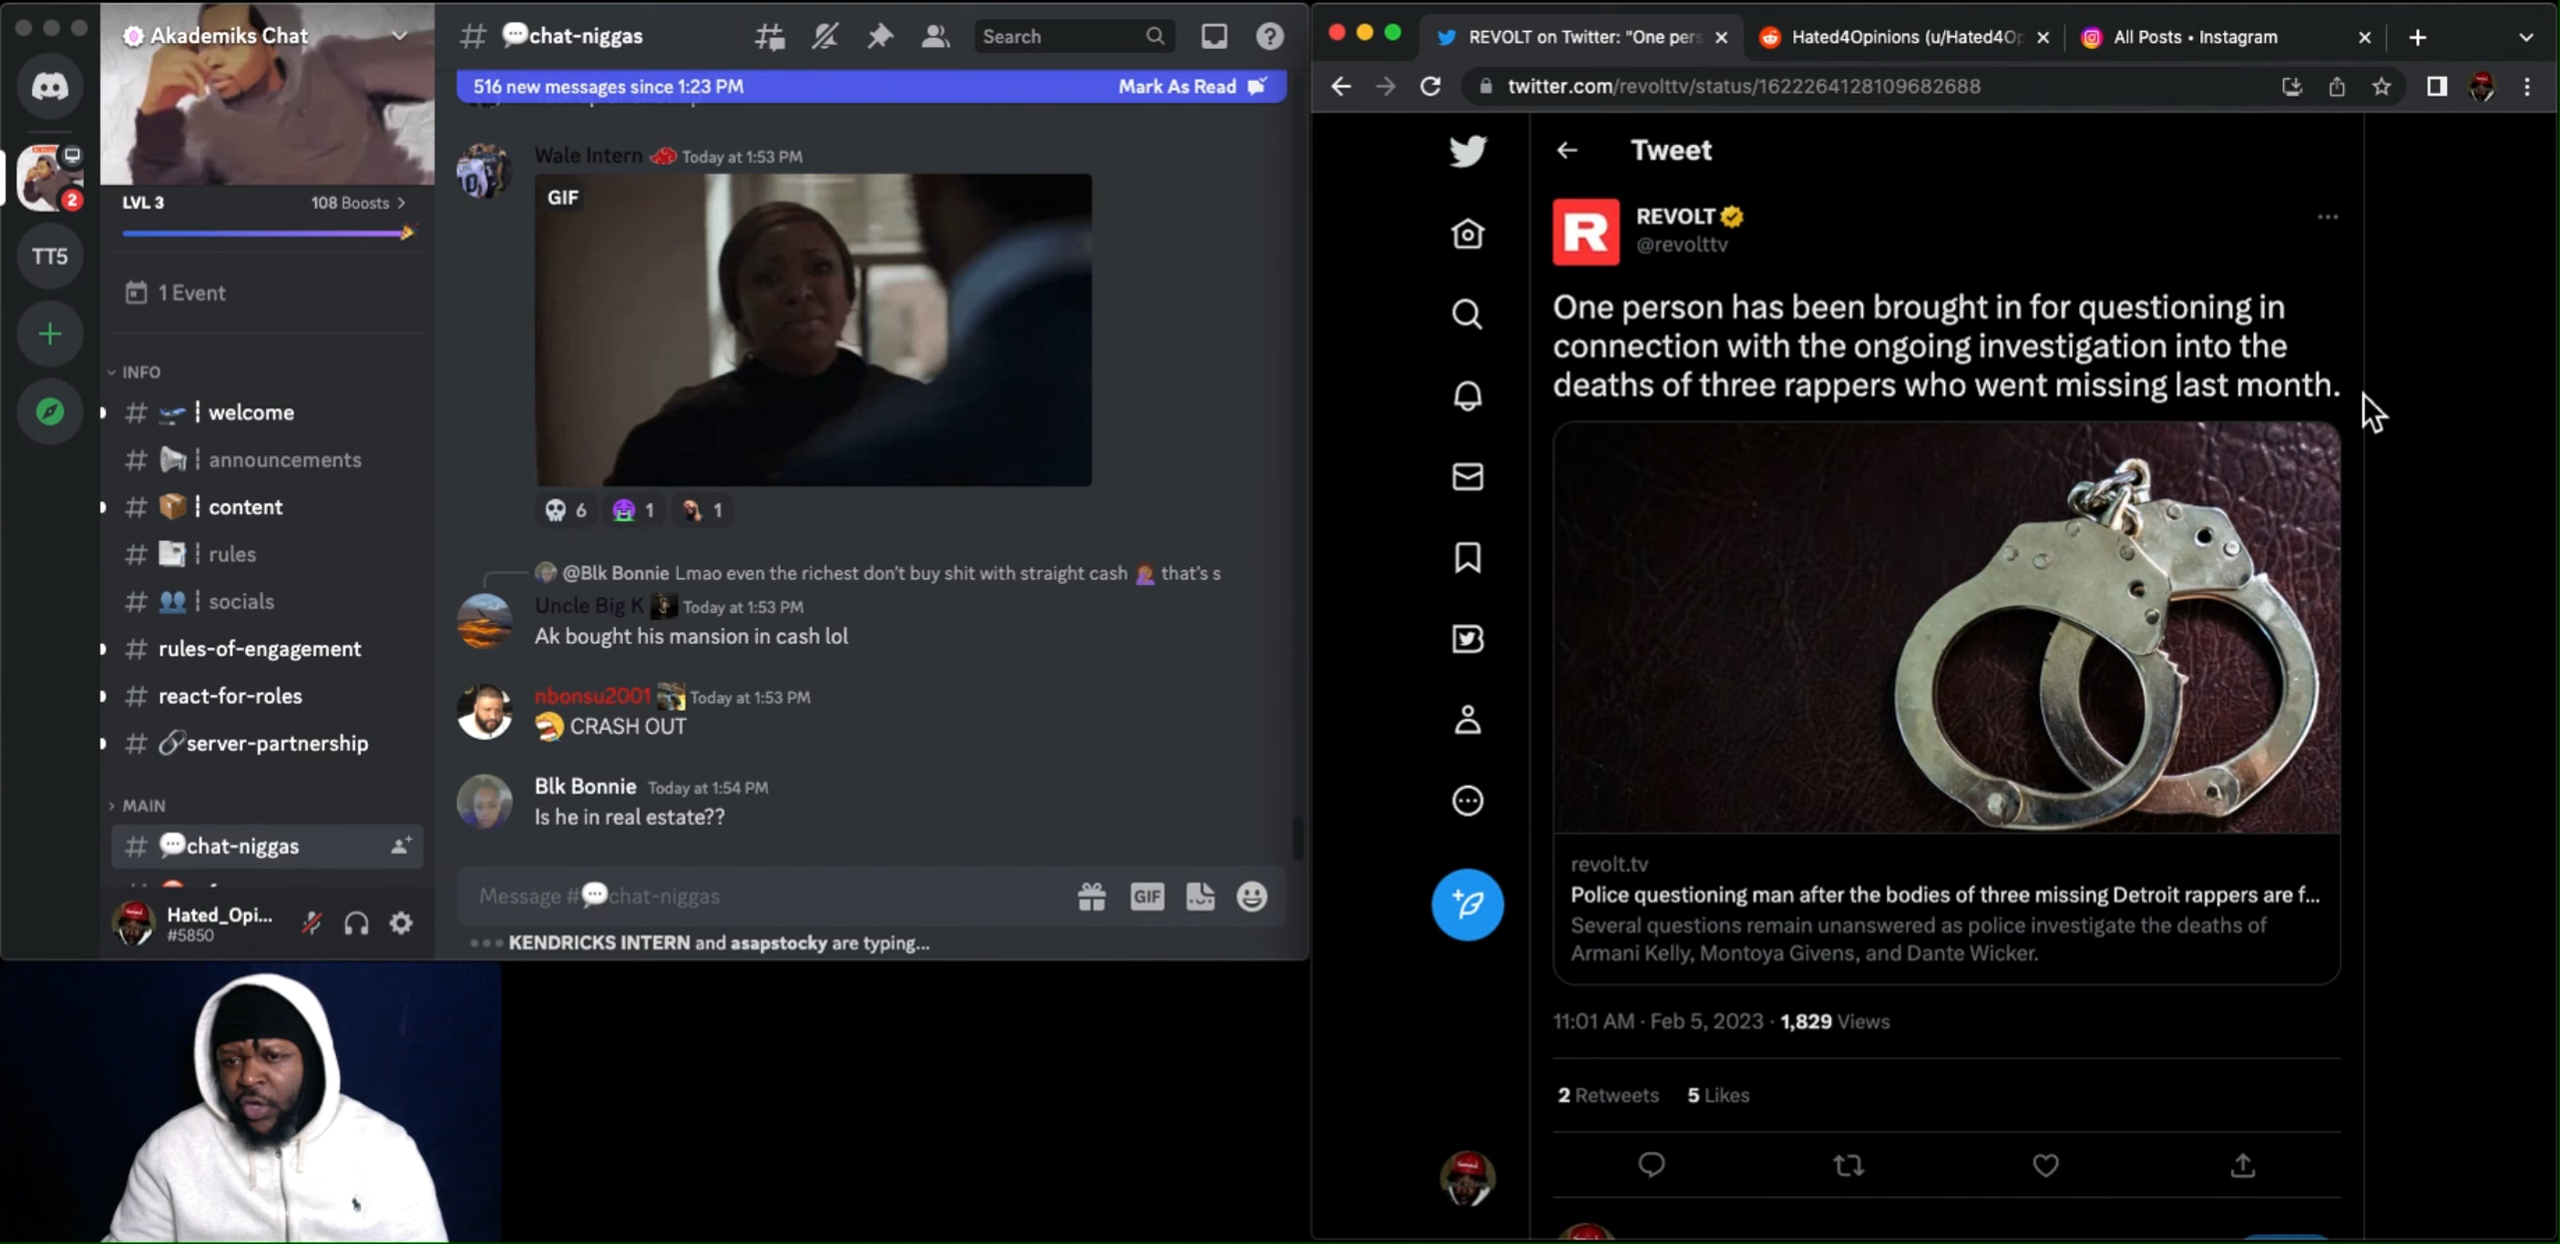 Akademiks Chat
LVL 3
108 Boosts
1 Event
INFO
welcome
announcements
content
rules
socials
rules-of-engagement
react-for-roles
server-partnership
MAIN
chat-niggas
Hated_Opi...
#5850
2
TT5
chat-niggas
Search
516 new messages since 1:23 PM
Mark As Read
Wale Intern Today at 1:53 PM
GIF
6 1 1
@Blk Bonnie Lmao even the richest don't buy shit with straight cash that's s
Uncle Big K Today at 1:53 PM
Ak bought his mansion in cash lol
nbonsu2001 Today at 1:53 PM
CRASH OUT
Blk Bonnie Today at 1:54 PM
Is he in real estate??
Message # chat-niggas
GIF
KENDRICKS INTERN and asapstocky are typing...
REVOLT on Twitter: "One pers
Hated4Opinions (u/Hated4Op
All Posts • Instagram
twitter.com/revolttv/status/1622264128109682688
Tweet
R
REVOLT
@revolttv
One person has been brought in for questioning in
connection with the ongoing investigation into the
deaths of three rappers who went missing last month.
revolt.tv
Police questioning man after the bodies of three missing Detroit rappers are f...
Several questions remain unanswered as police investigate the deaths of
Armani Kelly, Montoya Givens, and Dante Wicker.
11:01 AM · Feb 5, 2023 · 1,829 Views
2 Retweets 5 Likes